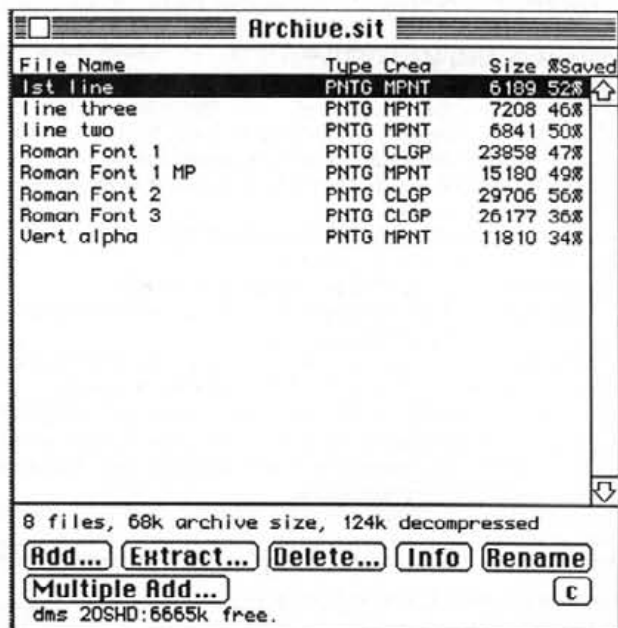 Archive.sit
File Name Type Crea Size %Saved
1st line PNTG MPNT 6189 52%
line three PNTG MPNT 7208 46%
line two PNTG MPNT 6841 50%
Roman Font 1 PNTG CLGP 23858 47%
Roman Font 1 MP PNTG MPNT 15180 49%
Roman Font 2 PNTG CLGP 29706 56%
Roman Font 3 PNTG CLGP 26177 36%
Vert alpha PNTG MPNT 11810 34%
8 files, 68k archive size, 124k decompressed
Add... Extract... Delete... Info Rename
Multiple Add... c
dms 20SHD:6665k free.